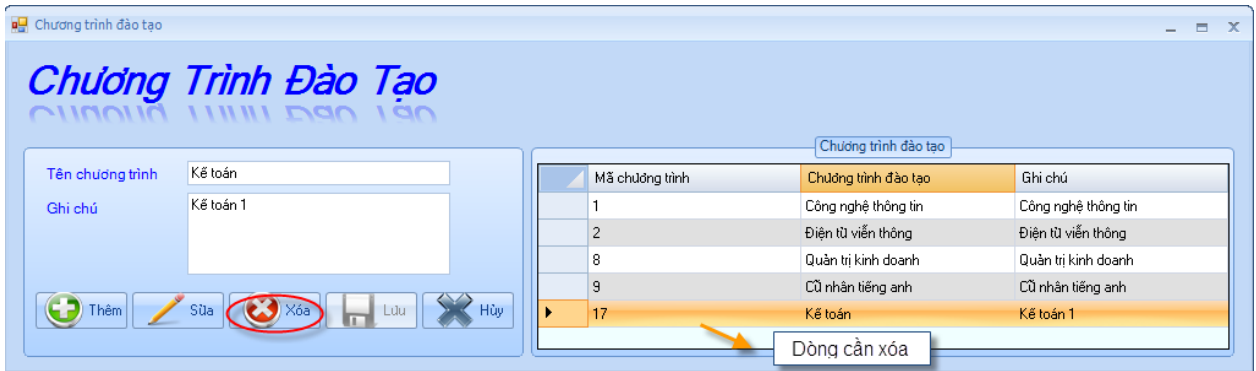 Chương trình đào tạo
Chương Trình Đào Tạo
Tên chương trình
Kế toán
Ghi chú
Kế toán 1
Thêm
Sửa
Xóa
Lưu
Hủy
Chương trình đào tạo
Mã chương trình Chương trình đào tạo Ghi chú
1 Công nghệ thông tin Công nghệ thông tin
2 Điện tử viễn thông Điện tử viễn thông
8 Quản trị kinh doanh Quản trị kinh doanh
9 Cử nhân tiếng anh Cử nhân tiếng anh
17 Kế toán Kế toán 1
Dòng cần xóa